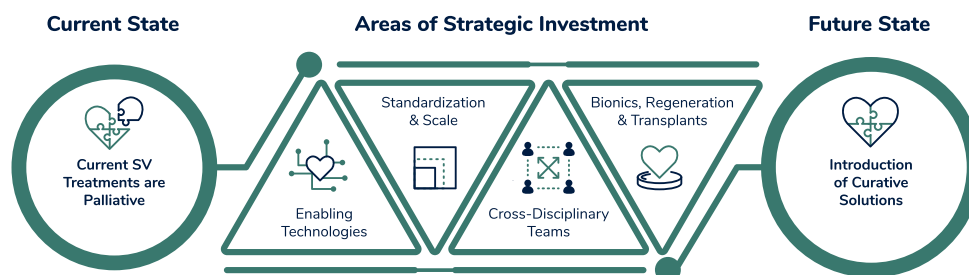 Current State
Areas of Strategic Investment
Future State
Current SV
Treatments are
Palliative
Enabling
Technologies
Standardization
& Scale
Cross-Disciplinary
Teams
Bionics, Regeneration
& Transplants
Introduction
of Curative
Solutions